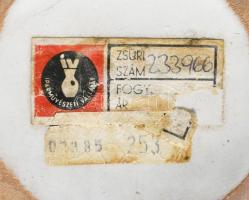 ZSŰRI
SZÁM 233966
FOGY.
ÁR
IV
IPARMŰVÉSZETI VÁLLALAT
253